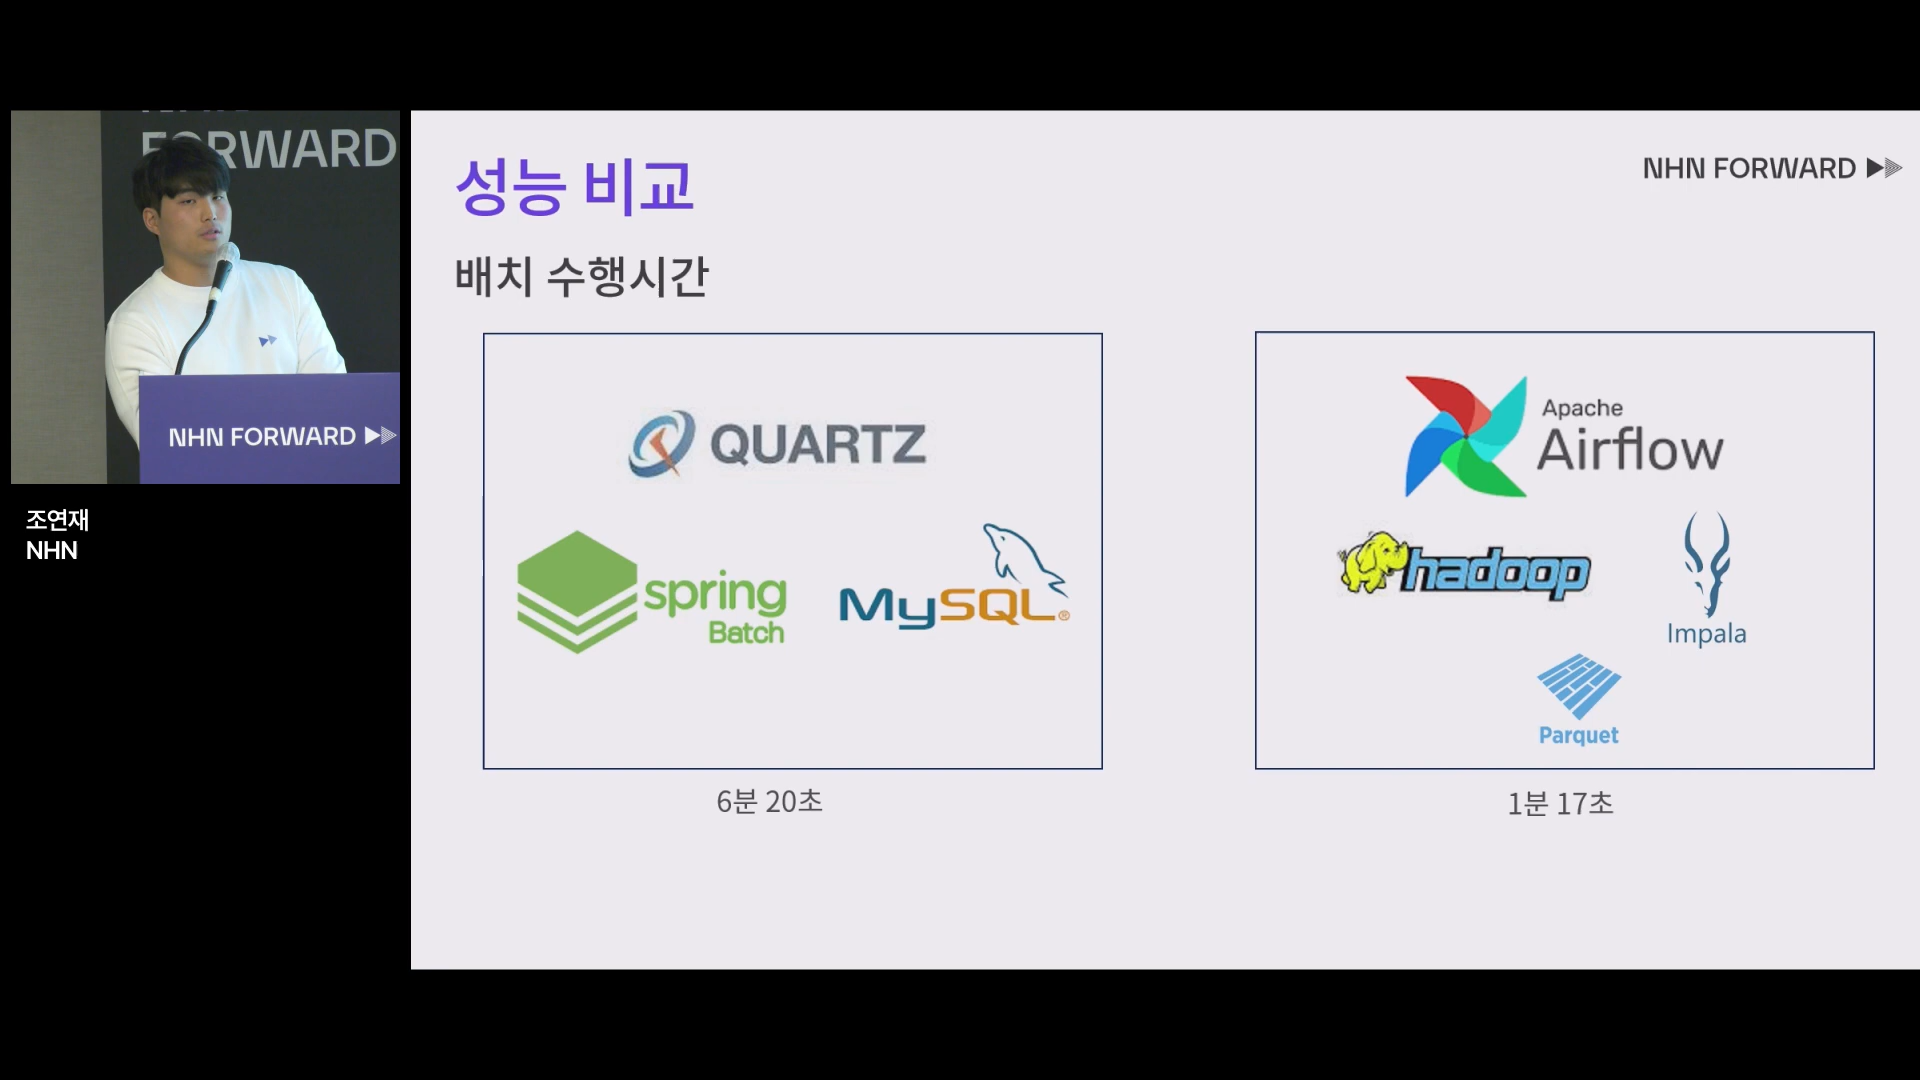 FORWARD
NHN FORWARD
조연재
NHN
성능 비교
NHN FORWARD
배치 수행시간
QUARTZ
spring
Batch
MySQL®
6분 20초
Apache
Airflow
hadoop
Impala
Parquet
1분 17초